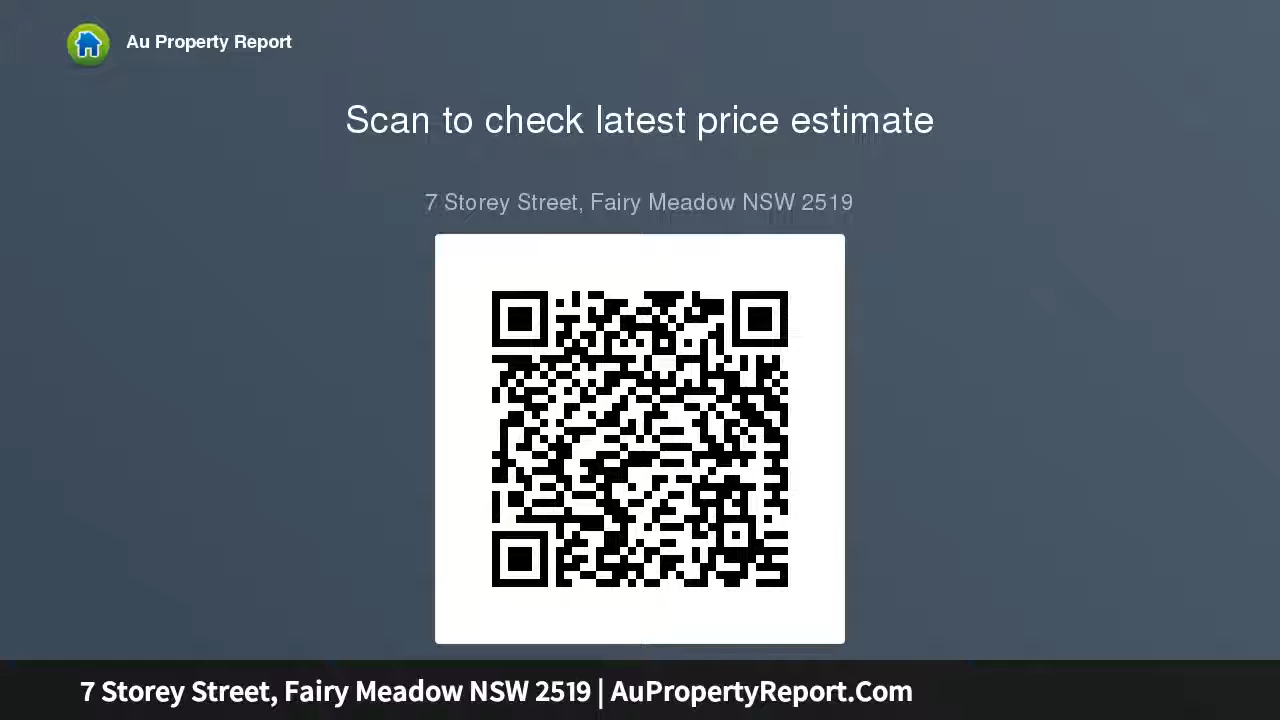 Au Property Report
Scan to check latest price estimate
7 Storey Street, Fairy Meadow NSW 2519
7 Storey Street, Fairy Meadow NSW 2519 | AuPropertyReport.Com